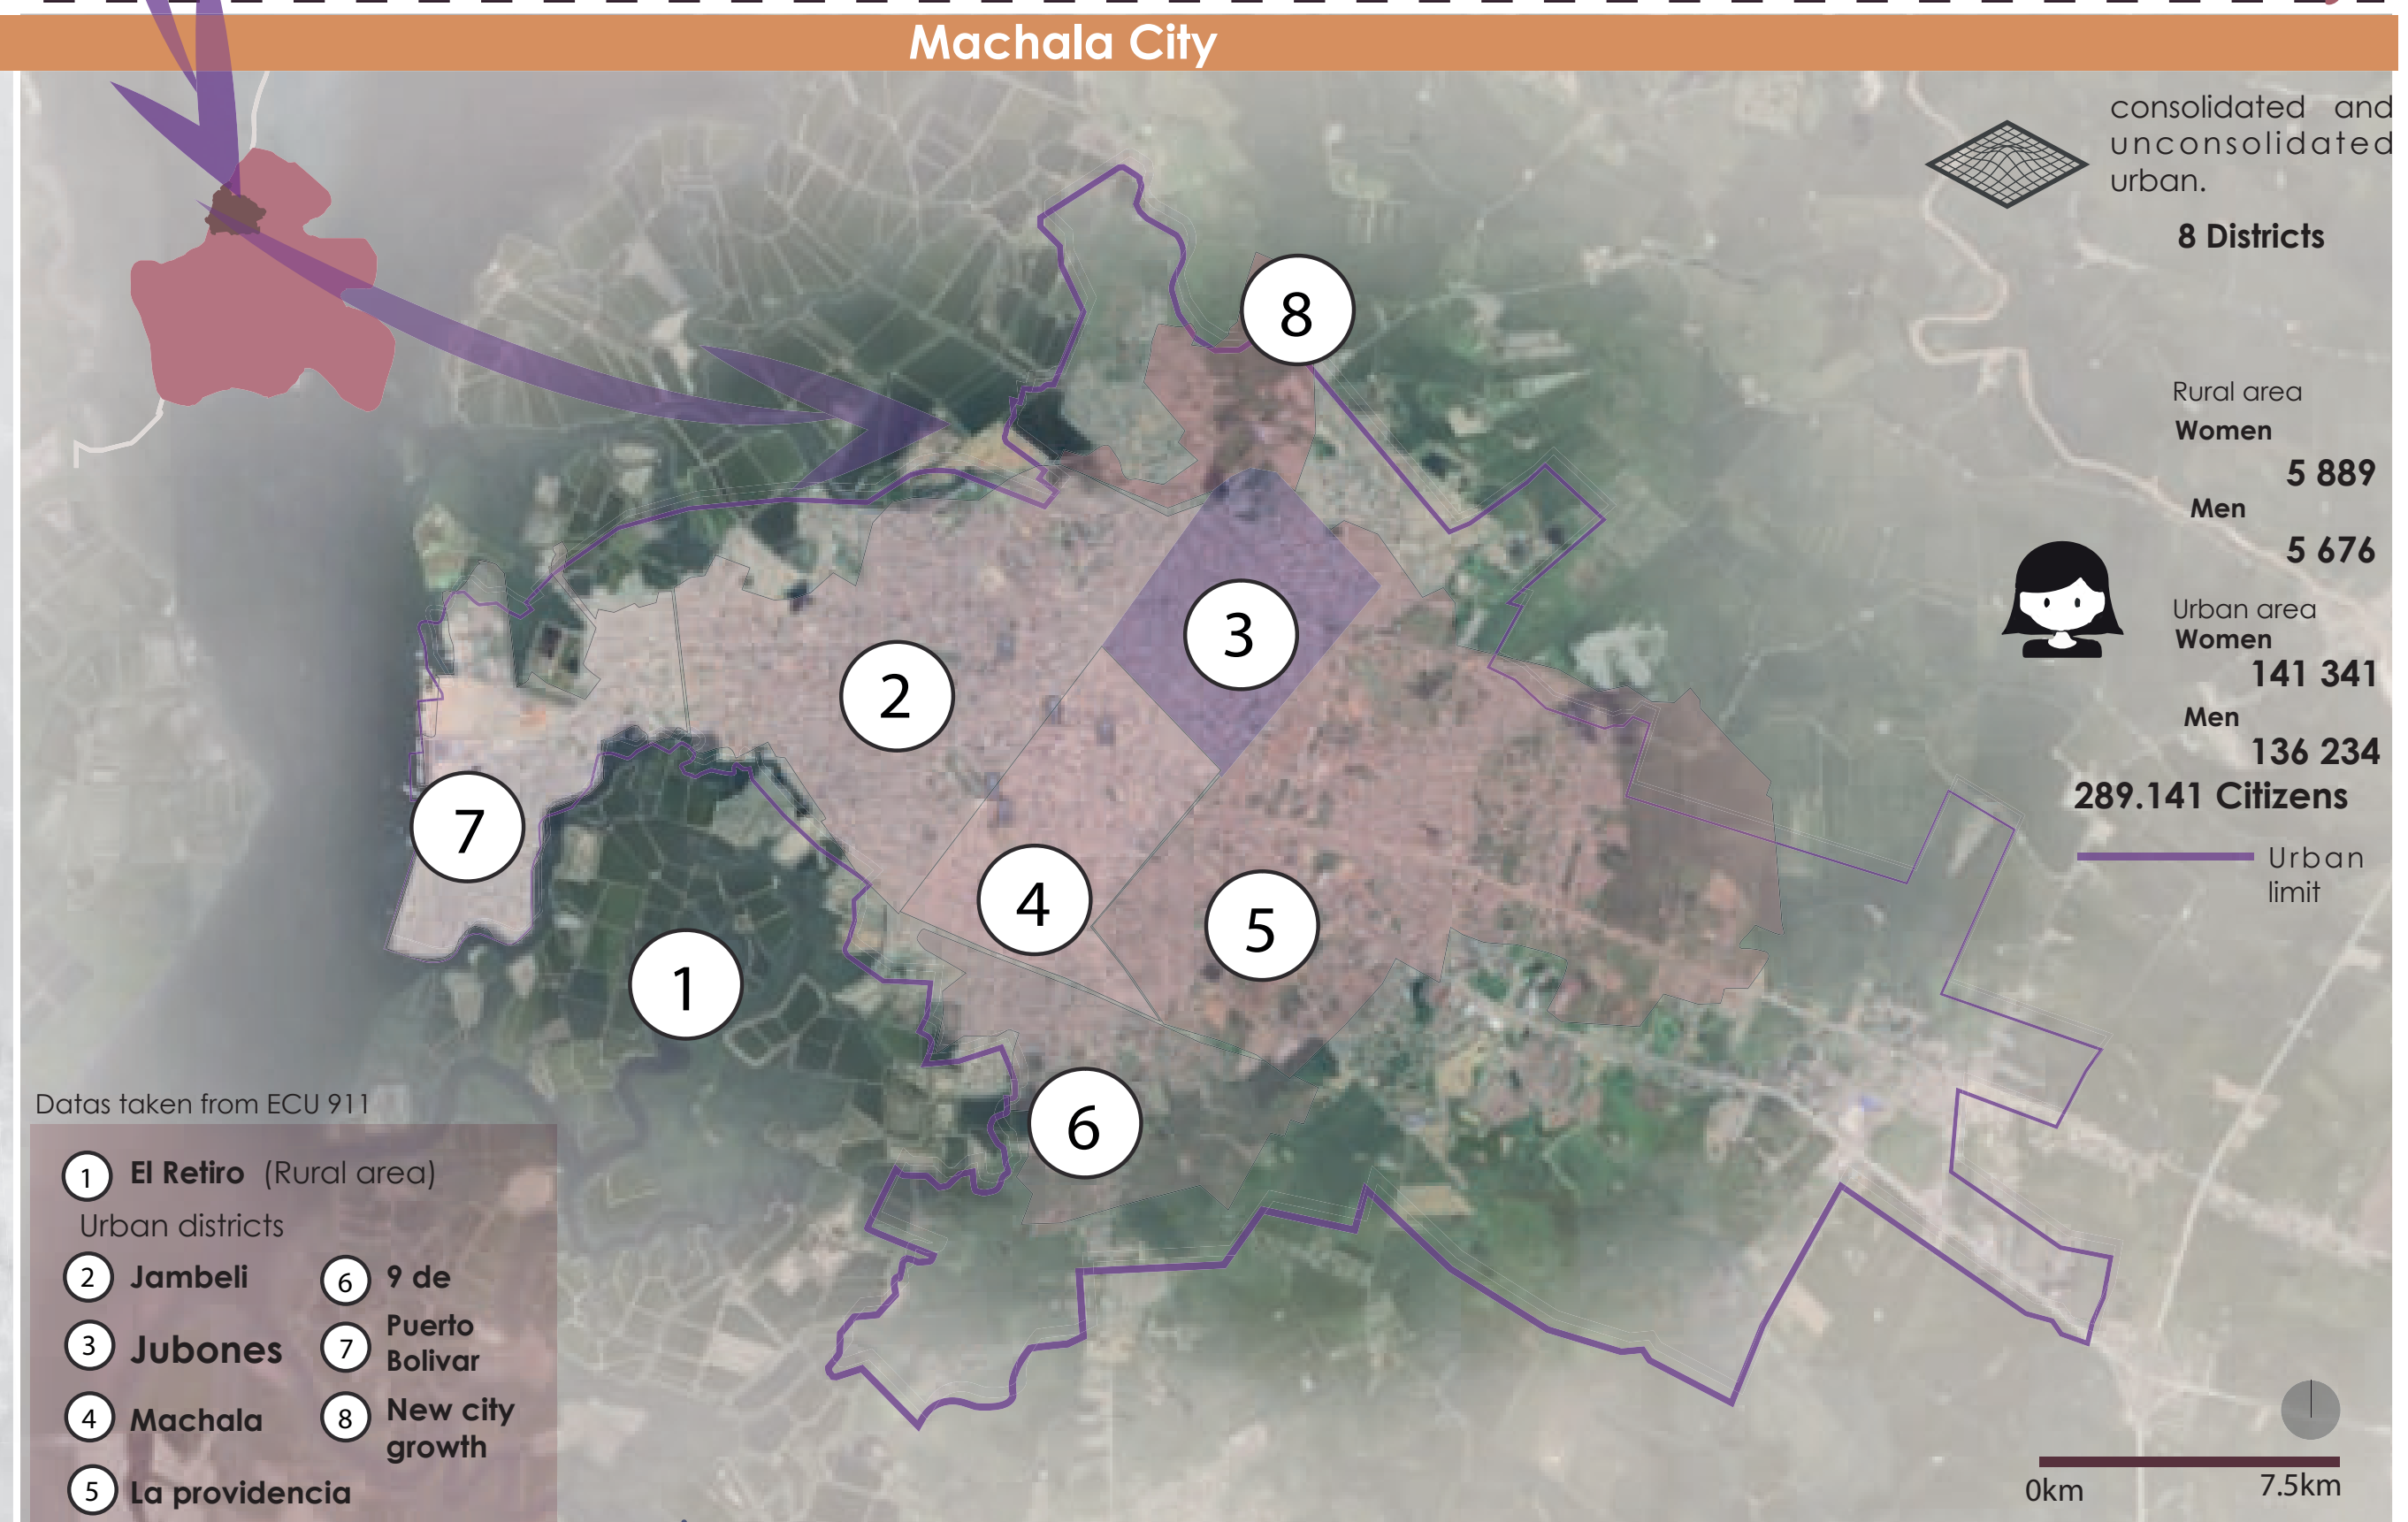 Machala City
consolidated and
unconsolidated
urban.
8 Districts
Rural area
Women
5 889
Men
5 676
Urban area
Women
141 341
Men
136 234
289.141 Citizens
Urban
limit
8
3
2
7
4
5
1
6
Datas taken from ECU 911
1 El Retiro (Rural area)
Urban districts
2 Jambeli
3 Jubones
4 Machala
5 La providencia
6 9 de
7 Puerto
Bolivar
8 New city
growth
0km 7.5km